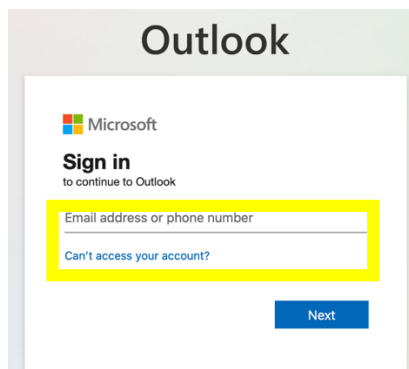 Outlook
Microsoft
Sign in
to continue to Outlook
Email address or phone number
Can't access your account?
Next